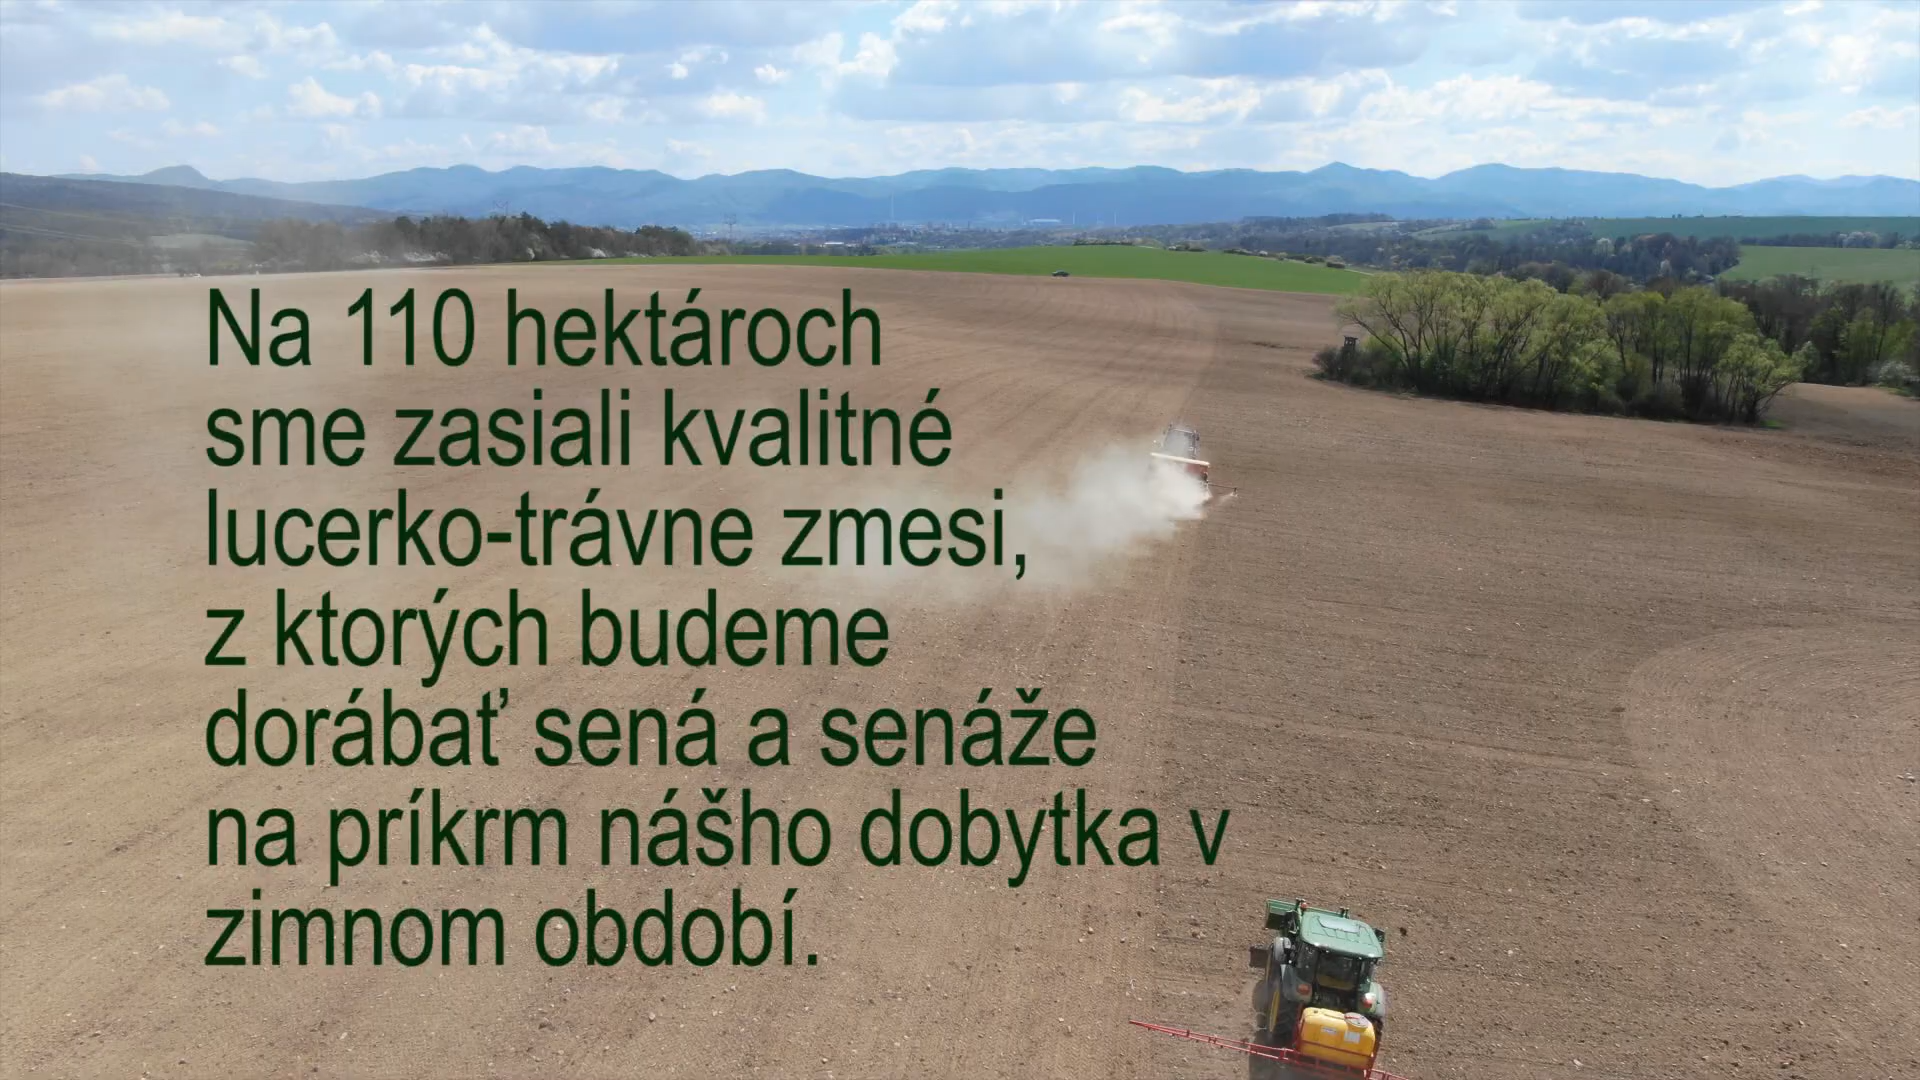 Na 110 hektároch
sme zasiali kvalitné
lucerko-trávne zmesi,
z ktorých budeme
dorábať sená a senáže
na príkrm nášho dobytka v
zimnom období.